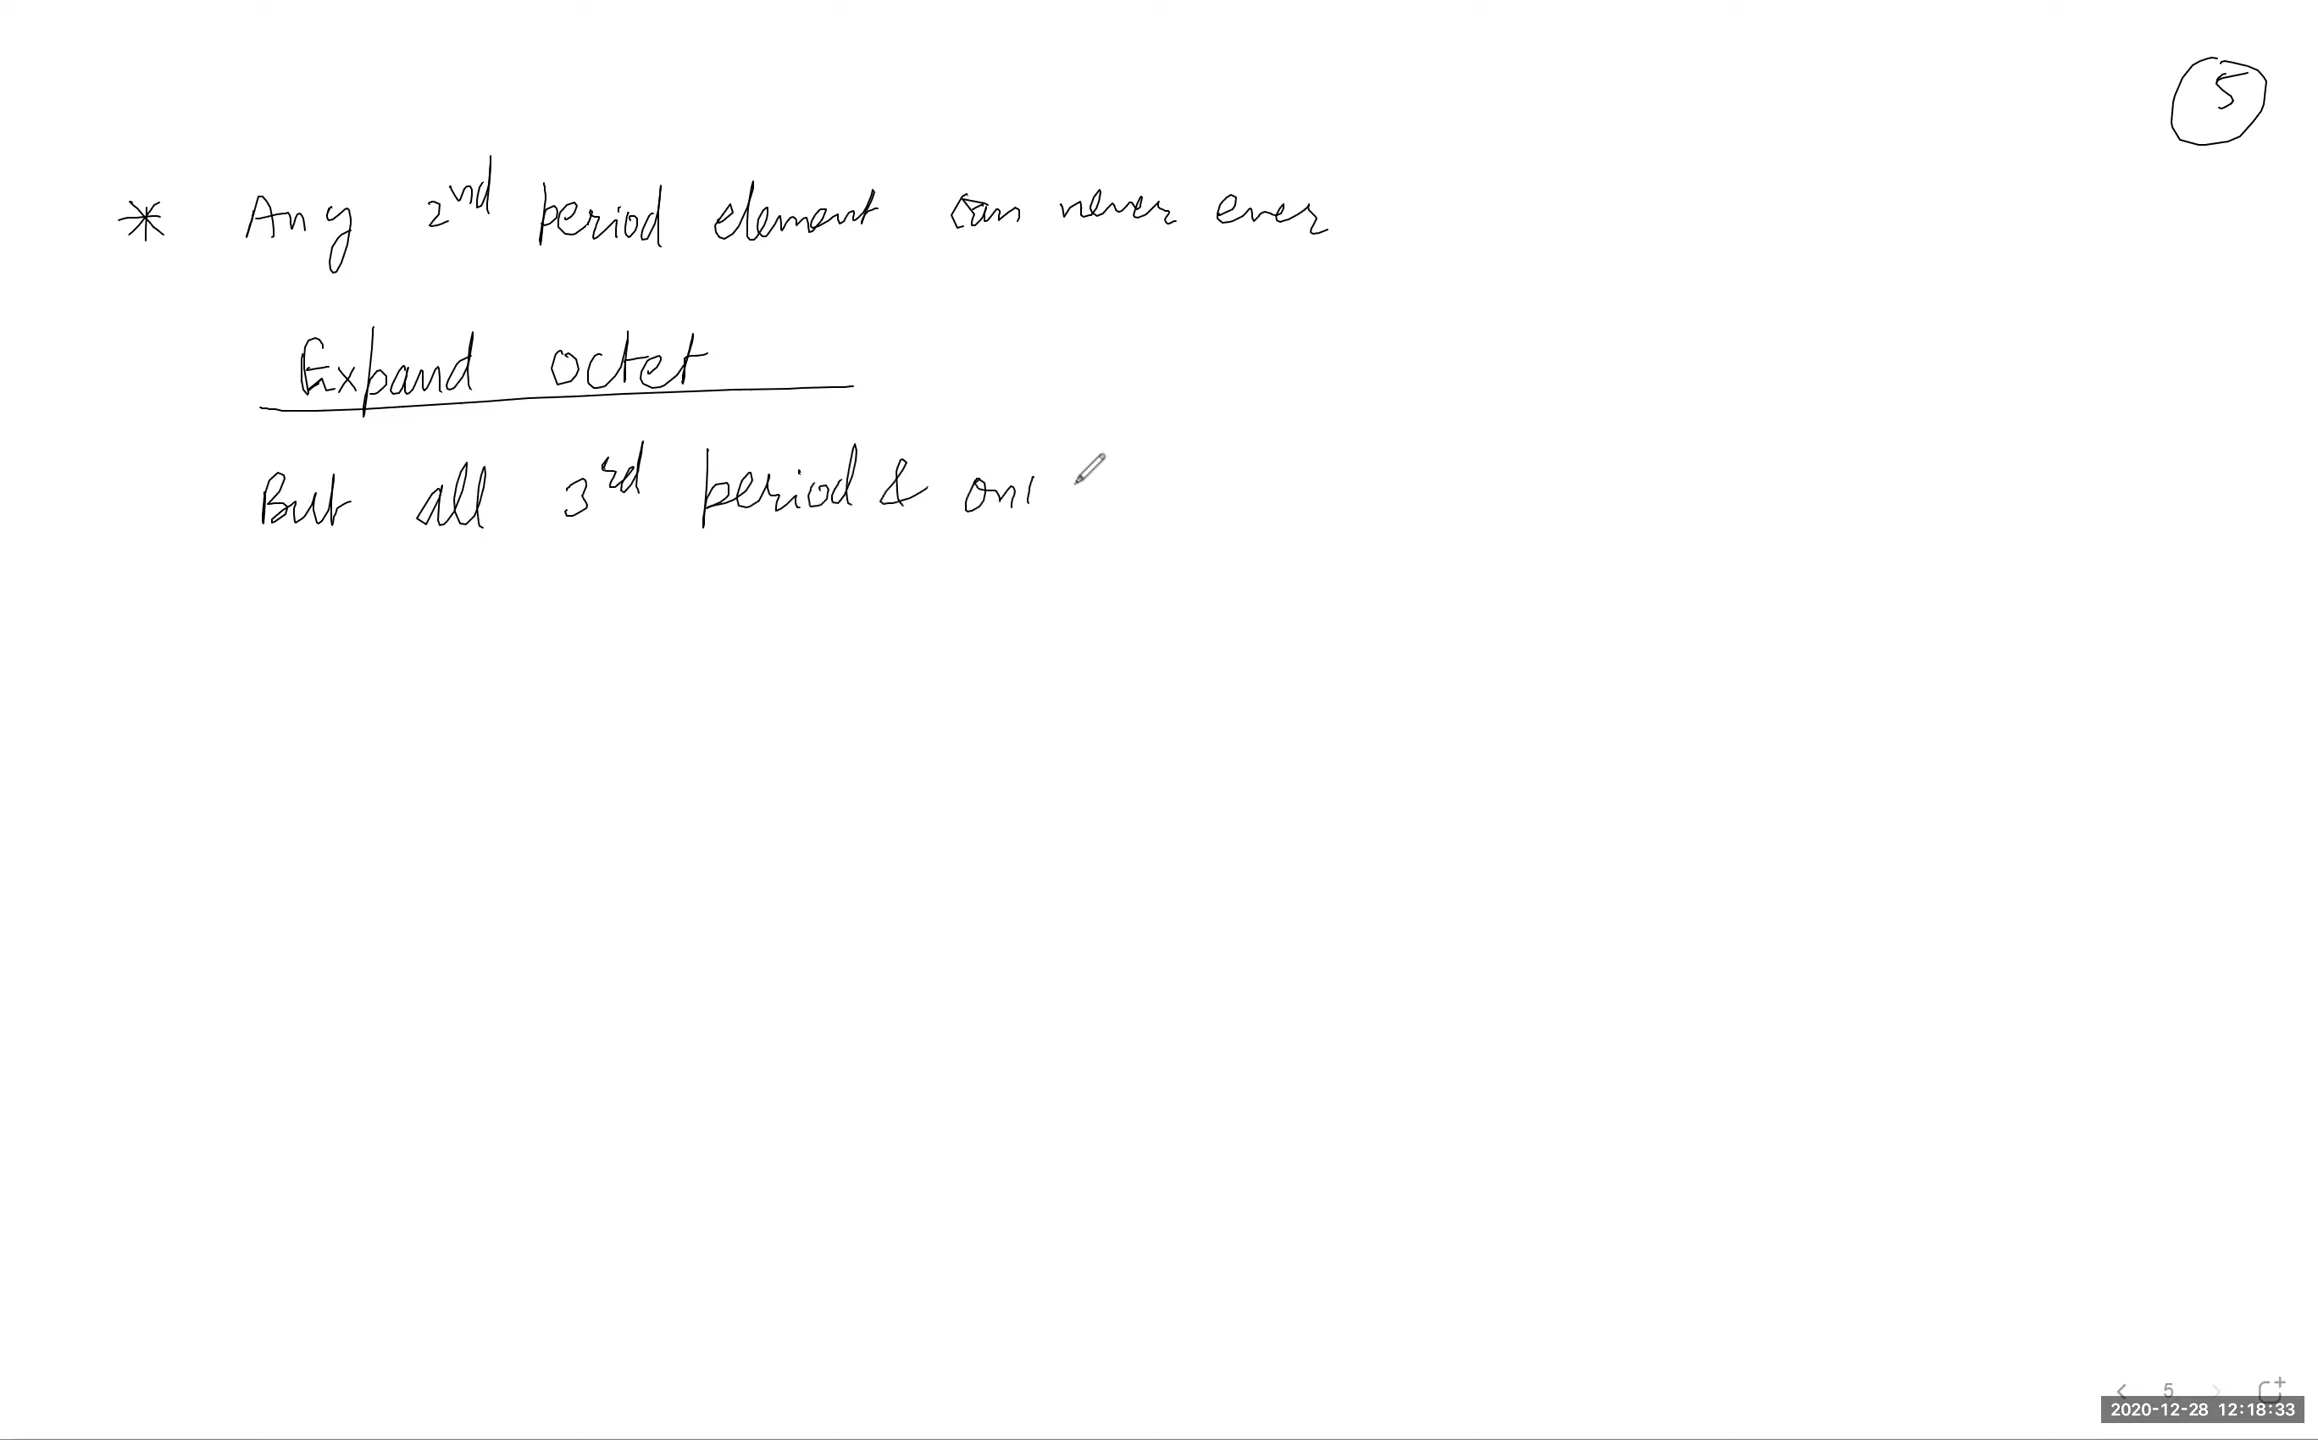 5
* Any 2nd period element can never ever
Expand octet
But all 3rd period & on
5
2020-12-28 12:18:33